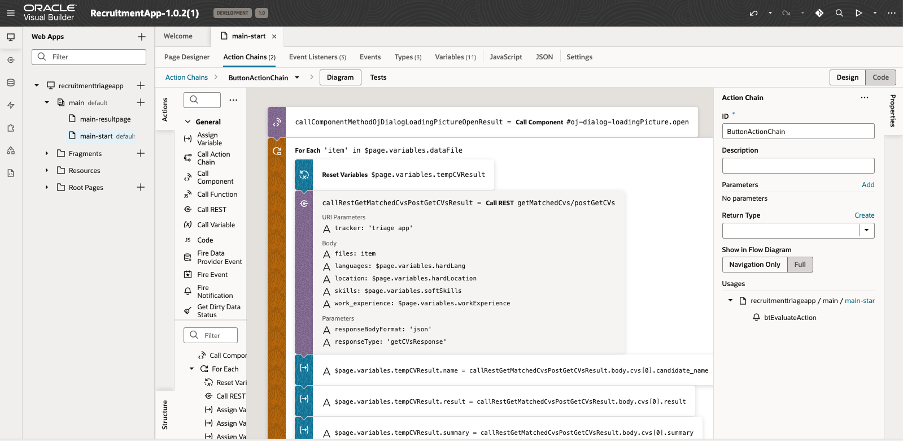 ORACLE
Visual Builder
RecruitmentApp-1.0.2(1)
DEVELOPMENT
1.0
Web Apps
Filter
recruitmenttriageapp
main default
main-resultpage
main-start default
Fragments
Resources
Root Pages
Welcome
main-start
Page Designer
Action Chains (2)
Event Listeners (3)
Events
Types (3)
Variables (11)
JavaScript
JSON
Settings
Action Chains
ButtonActionChain
Diagram
Tests
Design
Code
Actions
General
Assign Variable
Call Action Chain
Call Component
Call Function
Call REST
Call Variable
Code
Fire Data Provider Event
Fire Event
Fire Notification
Get Dirty Data Status
Structure
Filter
Call Compo
For Each
Reset Vari
Call REST
Assign Va
Assign Va
Assign Va
callComponentMethodOjDialogLoadingPictureOpenResult = Call Component #oj-dialog-loadingPicture.open
For Each 'item' in $page.variables.dataFile
Reset Variables $page.variables.tempCVResult
callRestGetMatchedCvsPostGetCVsResult = Call REST getMatchedCvs/postGetCVs
URI Parameters
tracker: 'triage app'
Body
files: item
languages: $page.variables.hardLang
location: $page.variables.hardLocation
skills: $page.variables.softSkills
work_experience: $page.variables.workExperience
Parameters
responseBodyFormat: 'json'
responseType: 'getCVsResponse'
$page.variables.tempCVResult.name = callRestGetMatchedCvsPostGetCVsResult.body.cvs[0].candidate_name
$page.variables.tempCVResult.result = callRestGetMatchedCvsPostGetCVsResult.body.cvs[0].result
$page.variables.tempCVResult.summary = callRestGetMatchedCvsPostGetCVsResult.body.cvs[0].summary
Action Chain
ID *
ButtonActionChain
Description
Parameters
Add
No parameters
Return Type
Create
Show in Flow Diagram
Navigation Only
Full
Usages
recruitmenttriageapp / main / main-star
btEvaluateAction
Properties